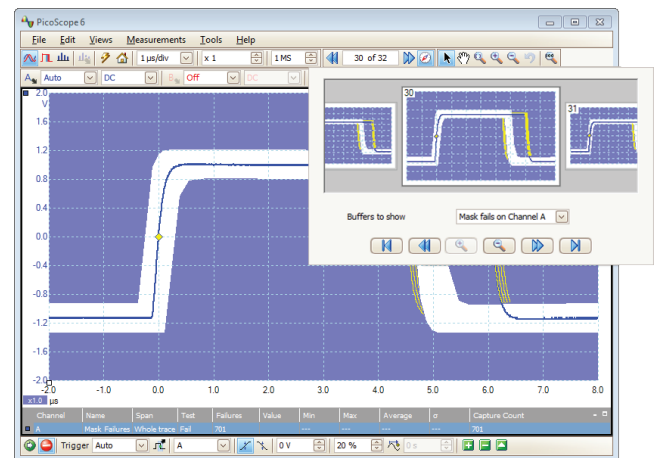 PicoScope 6
File Edit Views Measurements Tools Help
1 µs/div x 1 1 MS 30 of 32
A Auto DC B Off DC
30
31
Buffers to show Mask fails on Channel A
2.0
V
1.6
1.2
0.8
0.4
0.0
-0.4
-0.8
-1.2
-1.6
-2.0
-2.0 -1.0 0.0 1.0 2.0 3.0 4.0 5.0 6.0 7.0 8.0
x1.0 µs
Channel Name Span Test Failures Value Min Max Average σ Capture Count
A Mask Failures Whole trace Fail 701 --- --- --- --- 701
Trigger Auto A 0 V 20 % 0 s